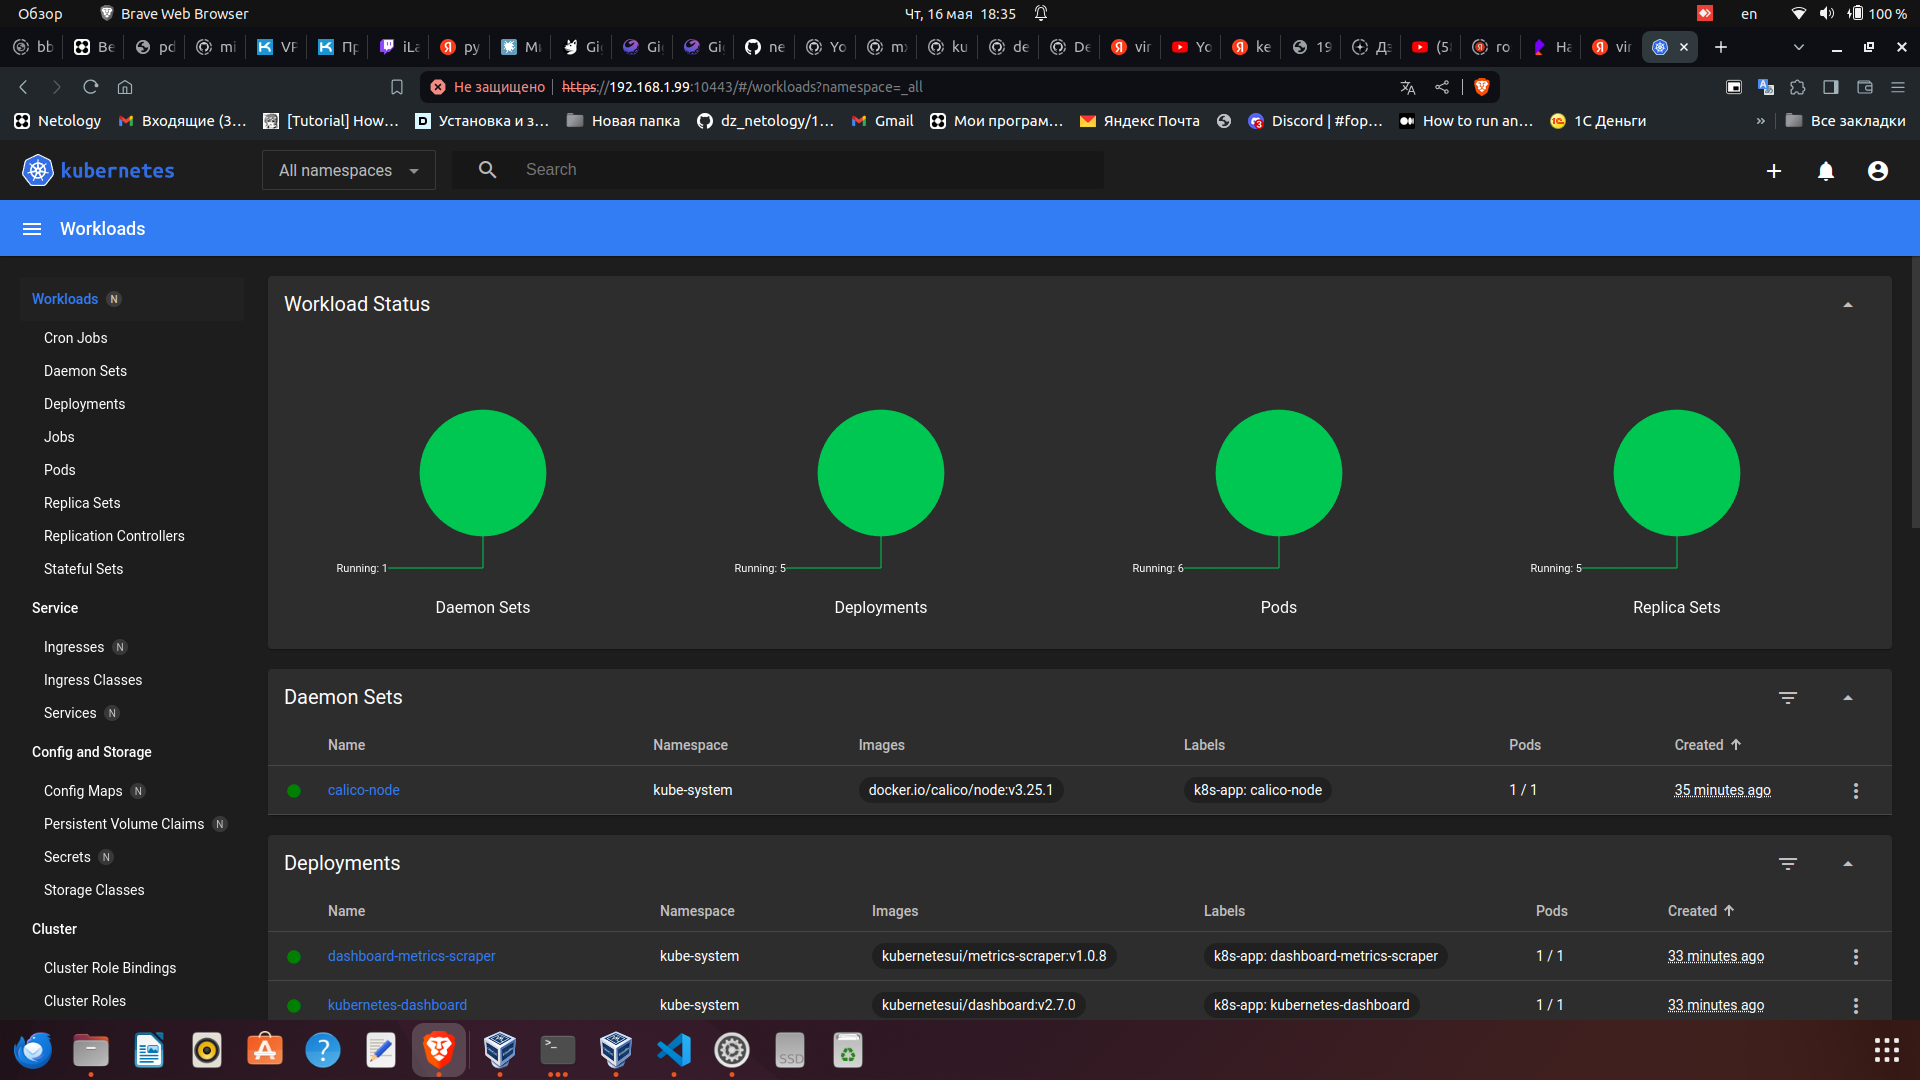 Обзор
Brave Web Browser
Чт, 16 мая 18:35
en
100 %
bb
Ве
pd
mi
VP
Пр
iLa
ру
Ми
Gi
Gi
Gi
ne
Yo
mx
ku
de
De
vir
Yo
ke
19
Дз
(5
ro
На
vir
Не защищено
https://192.168.1.99:10443/#/workloads?namespace=_all
Netology
Входящие (3…
[Tutorial] How…
Установка и з…
Новая папка
dz_netology/1…
Gmail
Мои програм…
Яндекс Почта
Discord | #fop…
How to run an…
1С Деньги
»
Все закладки
kubernetes
All namespaces
Search
Workloads
Workloads N
Cron Jobs
Daemon Sets
Deployments
Jobs
Pods
Replica Sets
Replication Controllers
Stateful Sets
Service
Ingresses N
Ingress Classes
Services N
Config and Storage
Config Maps N
Persistent Volume Claims N
Secrets N
Storage Classes
Cluster
Cluster Role Bindings
Cluster Roles
Workload Status
Running: 1
Running: 5
Running: 6
Running: 5
Daemon Sets
Deployments
Pods
Replica Sets
Daemon Sets
Name Namespace Images Labels Pods Created
calico-node kube-system docker.io/calico/node:v3.25.1 k8s-app: calico-node 1 / 1 35 minutes ago
Deployments
Name Namespace Images Labels Pods Created
dashboard-metrics-scraper kube-system kubernetesui/metrics-scraper:v1.0.8 k8s-app: dashboard-metrics-scraper 1 / 1 33 minutes ago
kubernetes-dashboard kube-system kubernetesui/dashboard:v2.7.0 k8s-app: kubernetes-dashboard 1 / 1 33 minutes ago
SSD